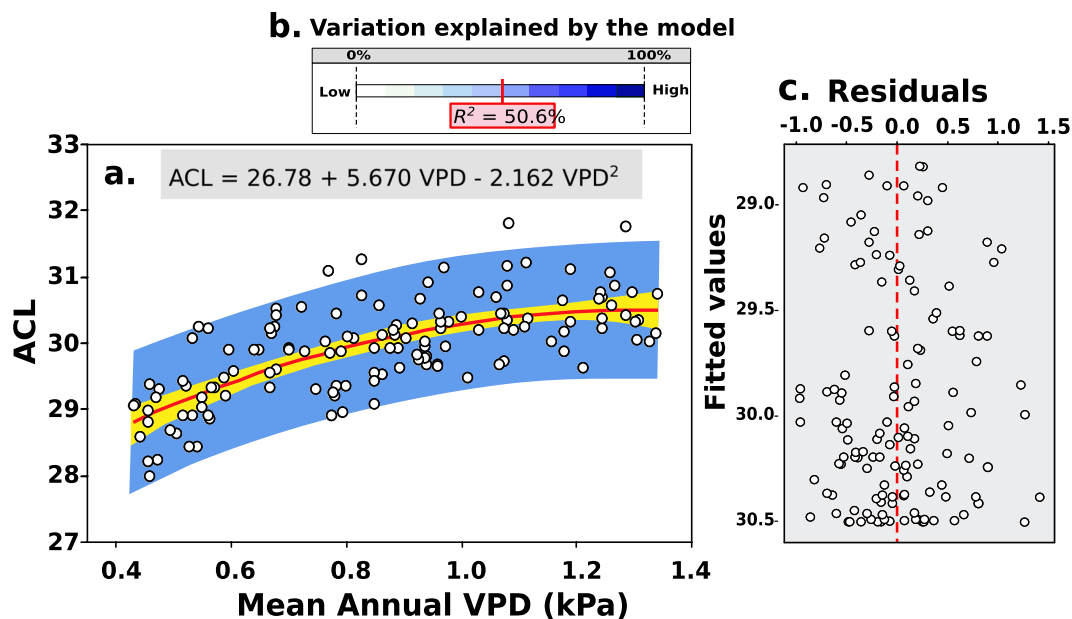 b. Variation explained by the model
0% 100%
Low High
R² = 50.6%
a.
ACL = 26.78 + 5.670 VPD - 2.162 VPD²
ACL
33
32
31
30
29
28
27
0.4 0.6 0.8 1.0 1.2 1.4
Mean Annual VPD (kPa)
c. Residuals
-1.0 -0.5 0.0 0.5 1.0 1.5
Fitted values
29.0
29.5
30.0
30.5